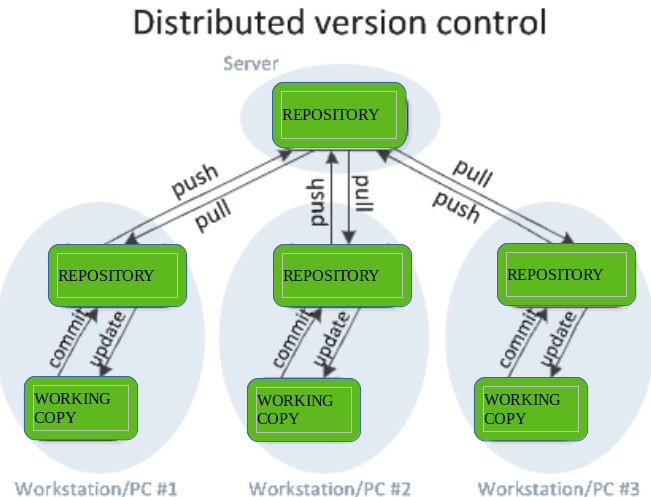 Distributed version control
Server
REPOSITORY
push
pull
push
pull
pull
push
REPOSITORY
REPOSITORY
REPOSITORY
commit
update
commit
update
commit
update
WORKING
COPY
WORKING
COPY
WORKING
COPY
Workstation/PC #1
Workstation/PC #2
Workstation/PC #3